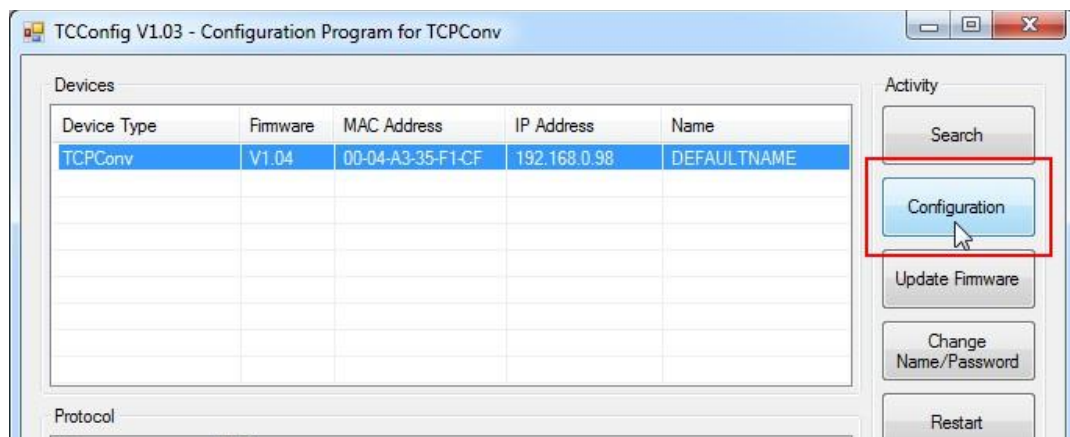 TCConfig V1.03 - Configuration Program for TCPConv
Devices
Device Type Firmware MAC Address IP Address Name
TCPConv V1.04 00-04-A3-35-F1-CF 192.168.0.98 DEFAULTNAME
Activity
Search
Configuration
Update Firmware
Change
Name/Password
Restart
Protocol